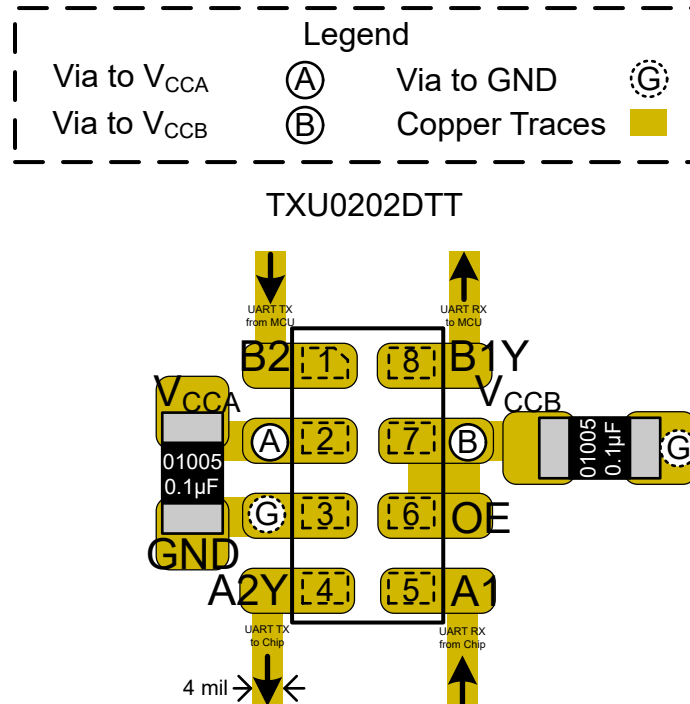 Legend
Via to VCCA A Via to GND G
Via to VCCB B Copper Traces
TXU0202DTT
UART TX
from MCU
UART RX
to MCU
B2 1 8 B1Y
VCCA
VCCB
A 2 7 B
01005
0.1µF
01005
0.1µF
G
G 3 6 OE
GND
A2Y 4 5 A1
UART TX
to Chip
UART RX
from Chip
4 mil